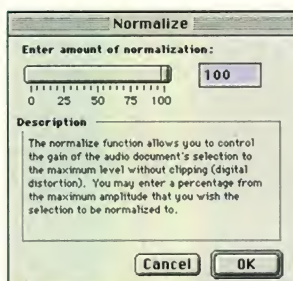 Normalize
Enter amount of normalization:
100
0 25 50 75 100
Description
The normalize function allows you to control
the gain of the audio document's selection to
the maximum level without clipping (digital
distortion). You may enter a percentage from
the maximum amplitude that you wish the
selection to be normalized to.
Cancel OK